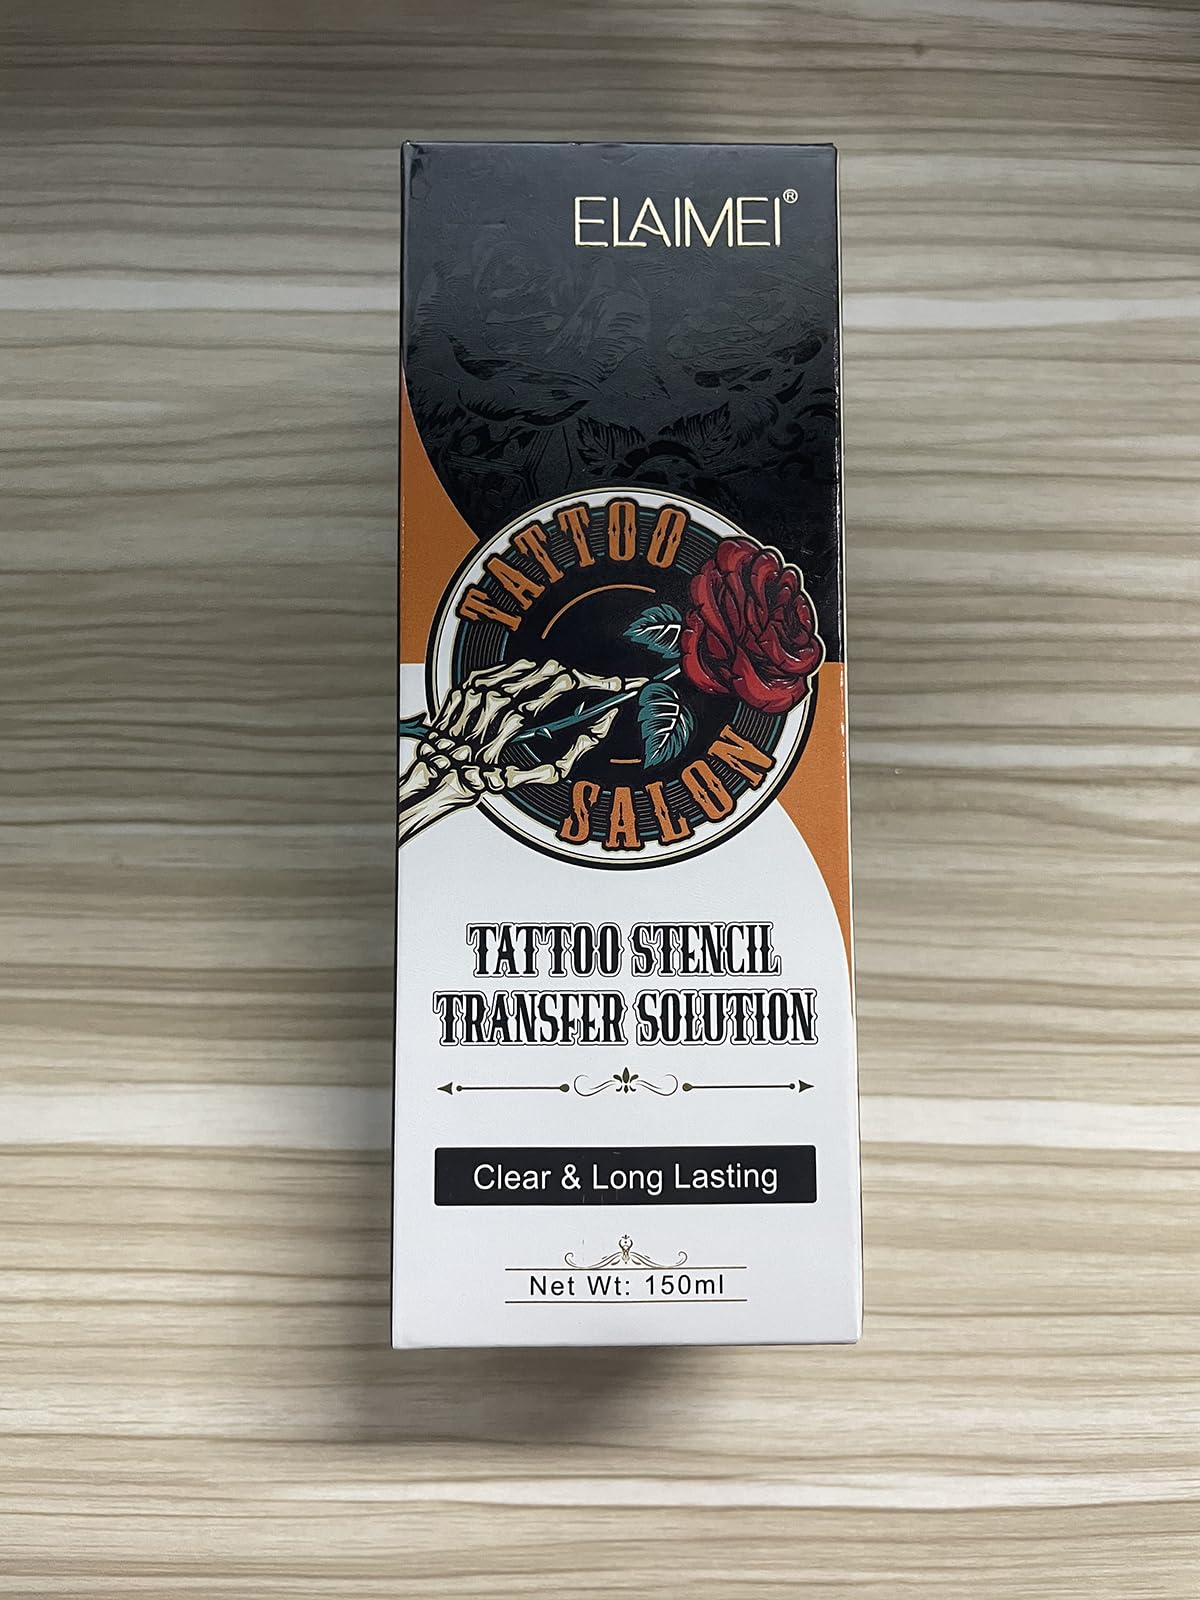 ELAIMEI®
TATTOO
SALON
TATTOO STENCIL
TRANSFER SOLUTION
Clear & Long Lasting
Net Wt: 150ml